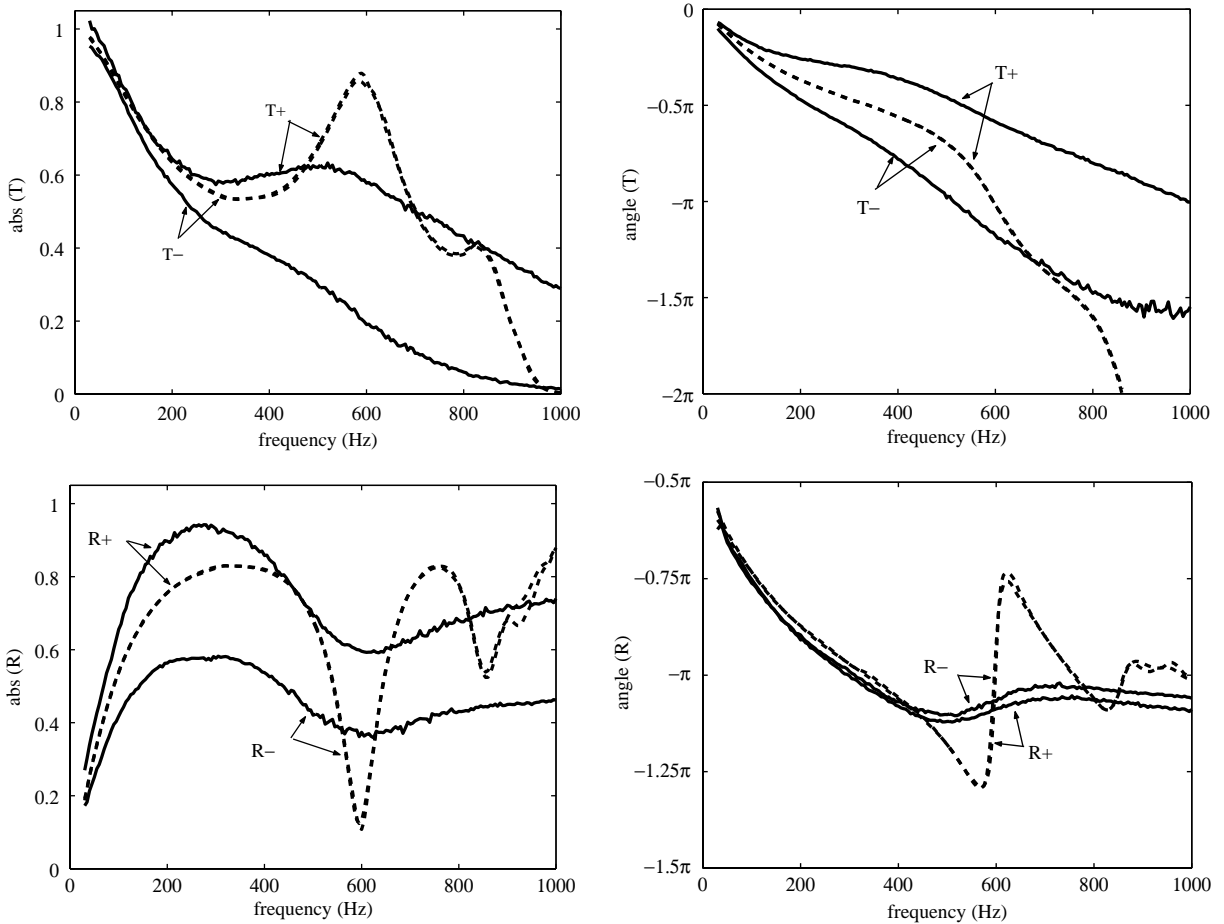 1
0.8
0.6
0.4
0.2
0
abs (T)
T+
T−
0
200
400
600
800
1000
frequency (Hz)
0
−0.5π
−π
−1.5π
−2π
angle (T)
T+
T−
0
200
400
600
800
1000
frequency (Hz)
1
0.8
0.6
0.4
0.2
0
abs (R)
R+
R−
0
200
400
600
800
1000
frequency (Hz)
−0.5π
−0.75π
−π
−1.25π
−1.5π
angle (R)
R−
R+
0
200
400
600
800
1000
frequency (Hz)